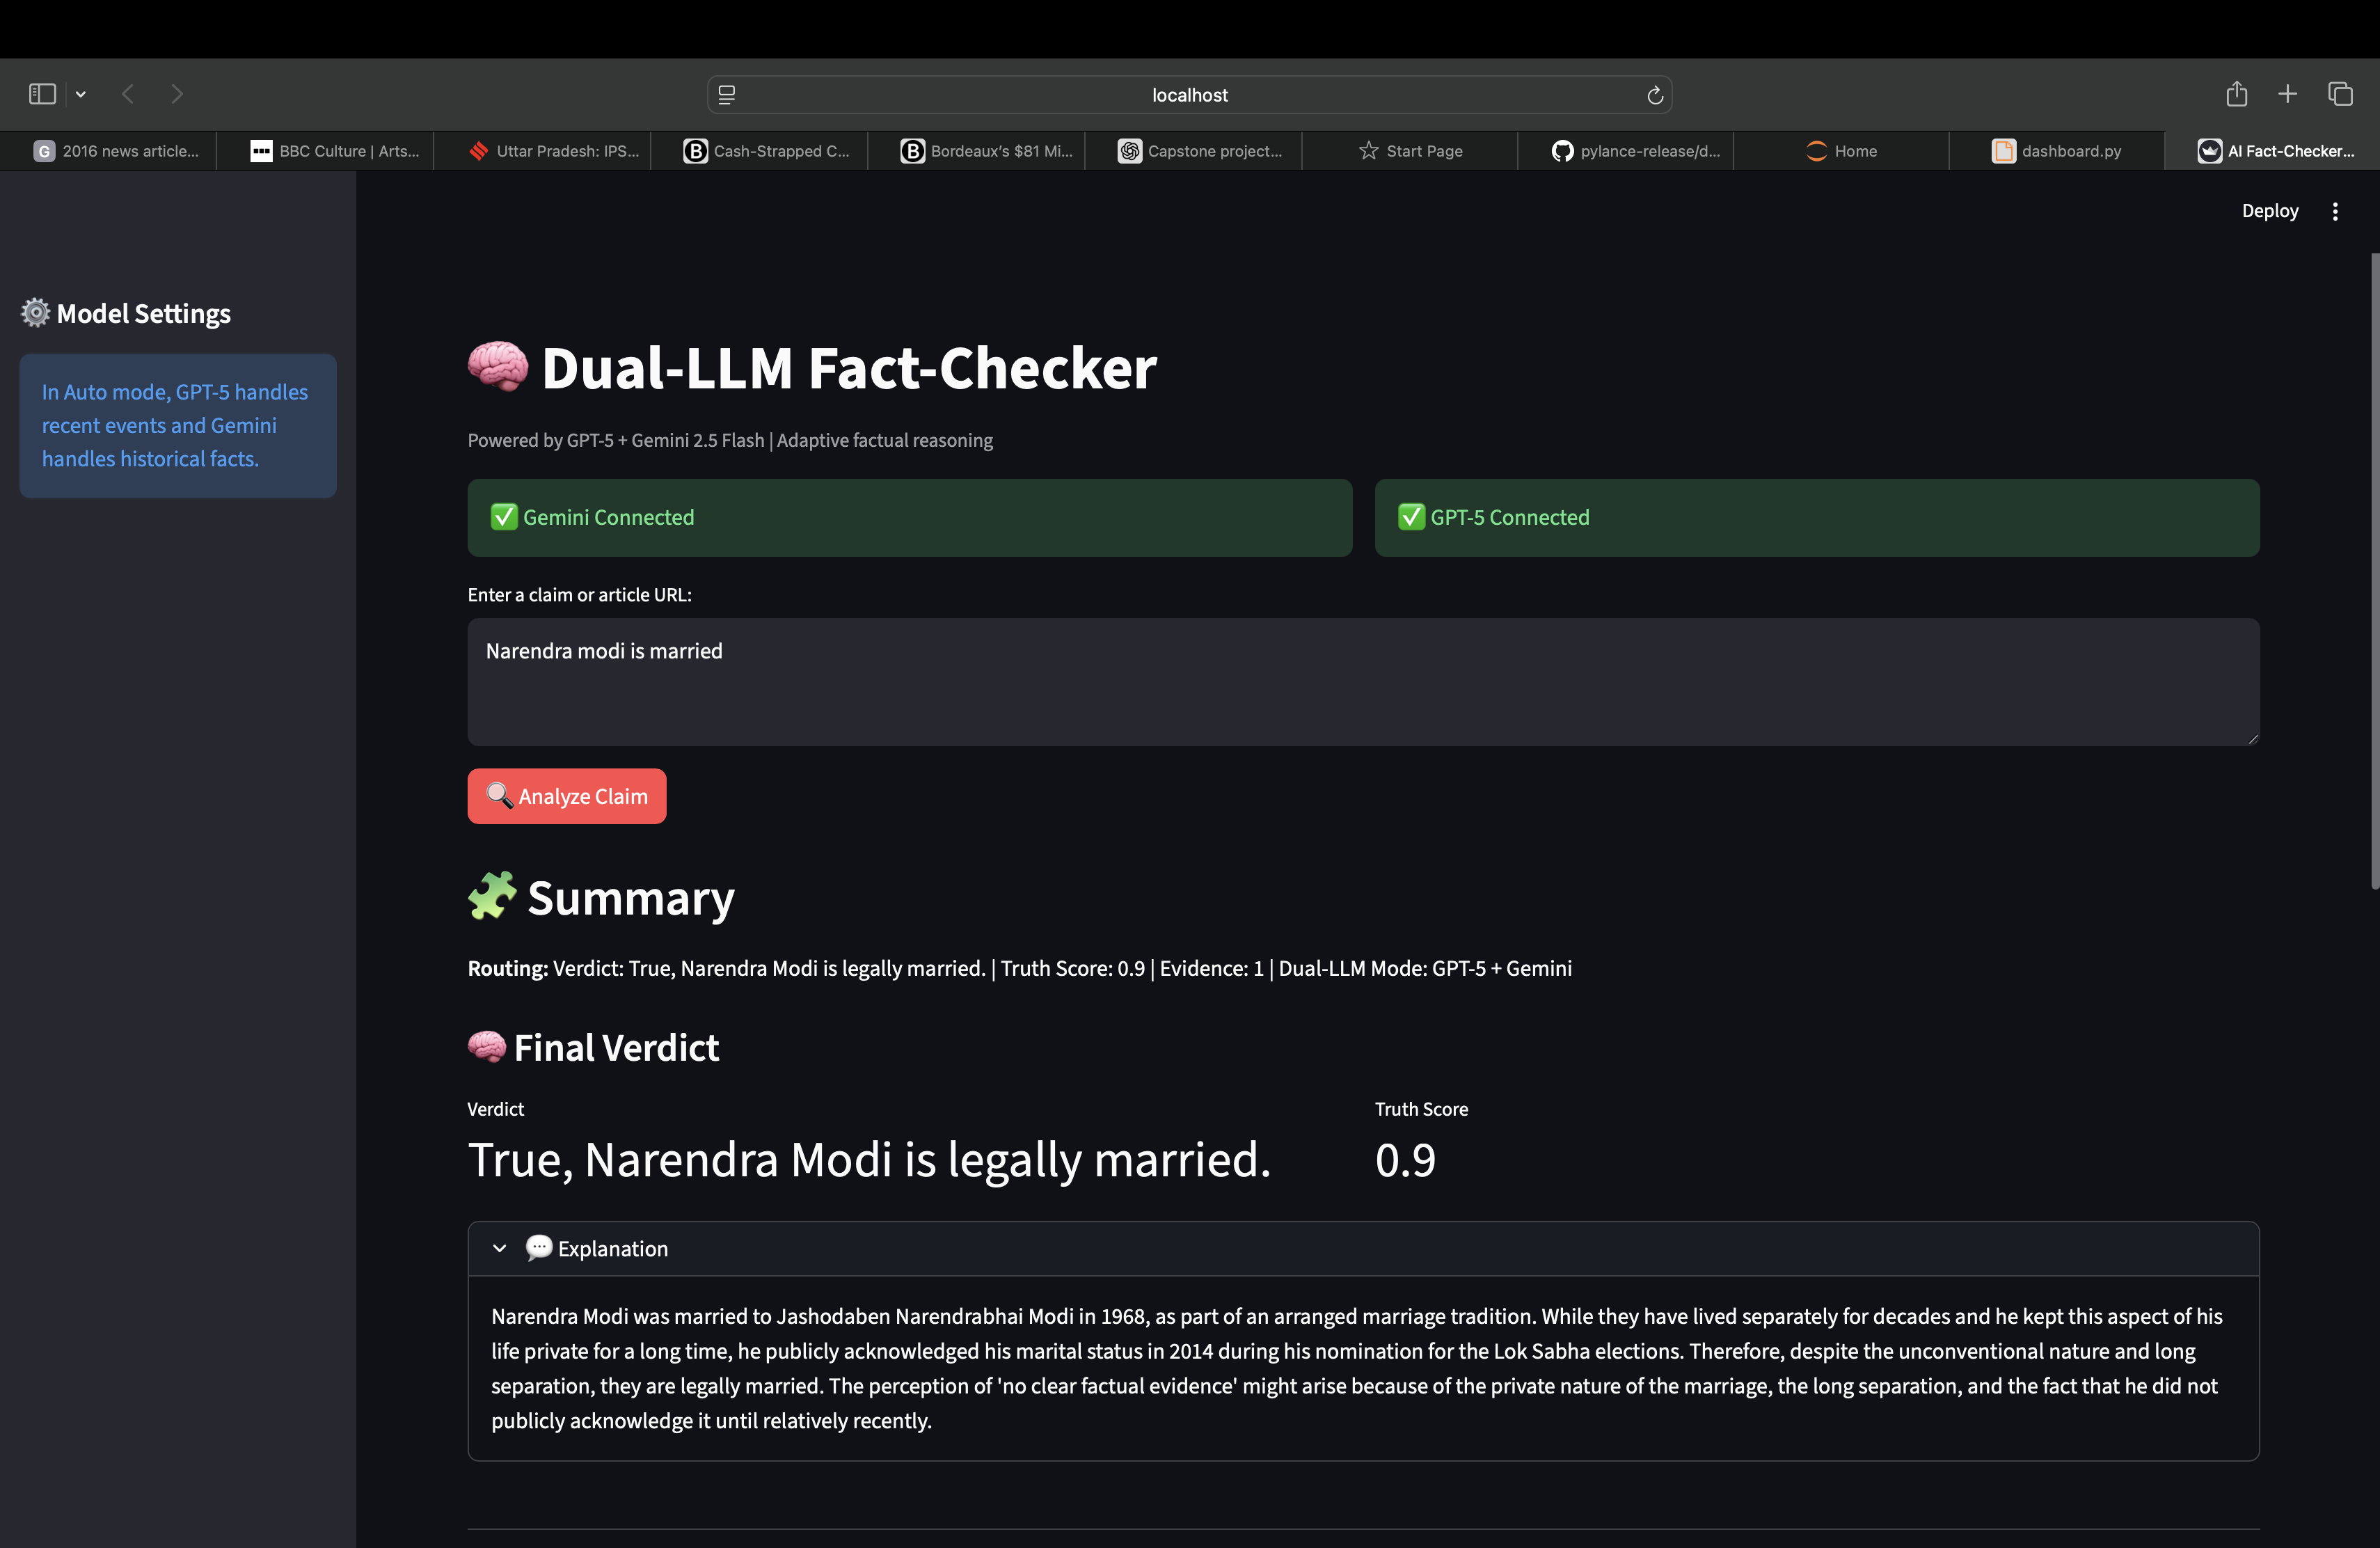 localhost
G 2016 news article...
BBC Culture | Arts...
Uttar Pradesh: IPS...
B Cash-Strapped C...
B Bordeaux's $81 Mi...
Capstone project...
Start Page
pylance-release/d...
Home
dashboard.py
AI Fact-Checker...
Deploy
Model Settings
In Auto mode, GPT-5 handles
recent events and Gemini
handles historical facts.
Dual-LLM Fact-Checker
Powered by GPT-5 + Gemini 2.5 Flash | Adaptive factual reasoning
Gemini Connected
GPT-5 Connected
Enter a claim or article URL:
Narendra modi is married
Analyze Claim
Summary
Routing: Verdict: True, Narendra Modi is legally married. | Truth Score: 0.9 | Evidence: 1 | Dual-LLM Mode: GPT-5 + Gemini
Final Verdict
Verdict
Truth Score
True, Narendra Modi is legally married.
0.9
Explanation
Narendra Modi was married to Jashodaben Narendrabhai Modi in 1968, as part of an arranged marriage tradition. While they have lived separately for decades and he kept this aspect of his
life private for a long time, he publicly acknowledged his marital status in 2014 during his nomination for the Lok Sabha elections. Therefore, despite the unconventional nature and long
separation, they are legally married. The perception of 'no clear factual evidence' might arise because of the private nature of the marriage, the long separation, and the fact that he did not
publicly acknowledge it until relatively recently.